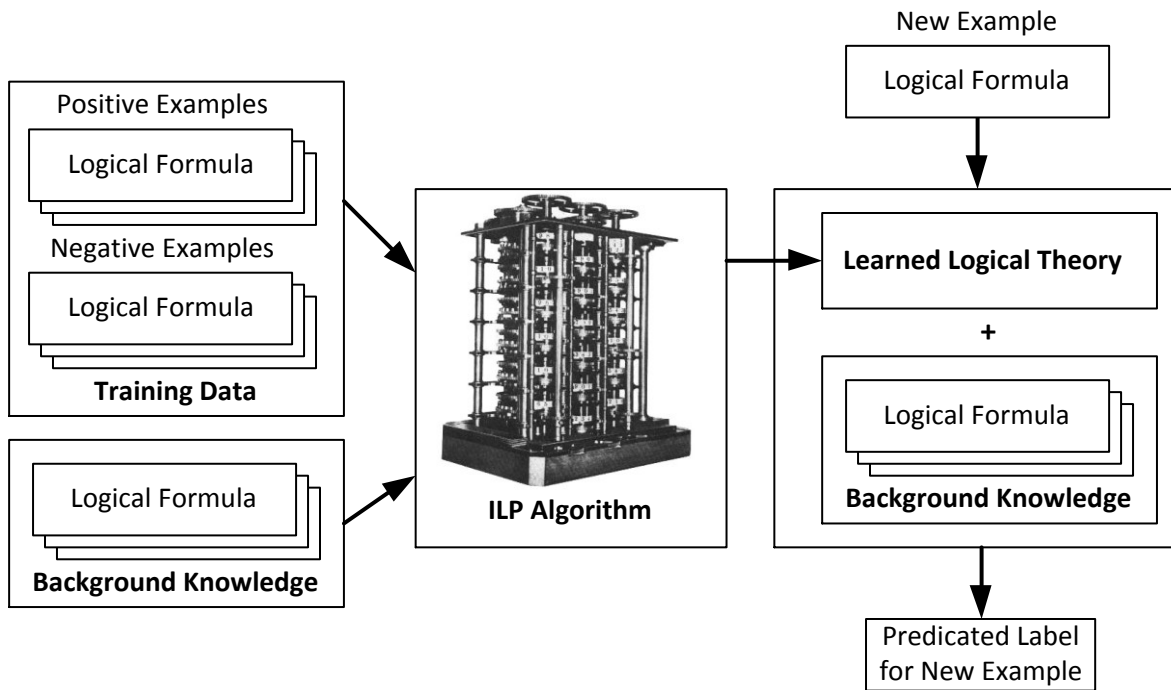 Positive Examples
Logical Formula
Negative Examples
Logical Formula
Training Data
Logical Formula
Background Knowledge
ILP Algorithm
New Example
Logical Formula
Learned Logical Theory
+
Logical Formula
Background Knowledge
Predicated Label
for New Example